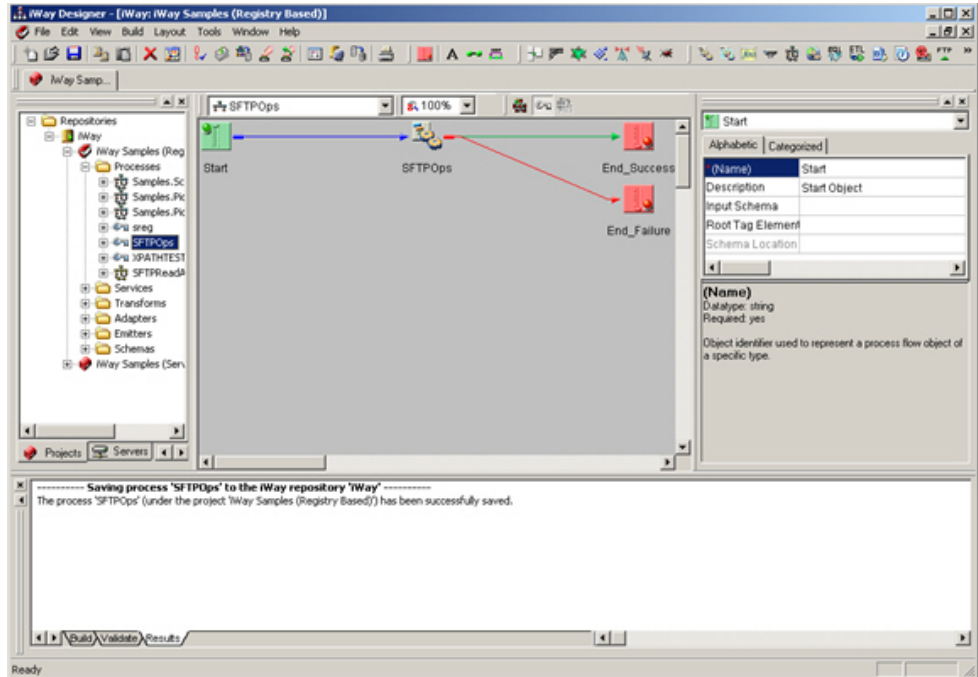 iWay Designer - [iWay: iWay Samples (Registry Based)]
File Edit View Build Layout Tools Window Help
iWay Samp...
SFTPOps
100%
Repositories
iWay
iWay Samples (Reg
Processes
Samples.Sc
Samples.Pic
Samples.Pic
sreg
SFTPOps
XPATHTEST
SFTPReadA
Services
Transforms
Adapters
Emitters
Schemas
iWay Samples (Serv
Projects Servers
Start
SFTPOps
End_Success
End_Failure
Start
Alphabetic Categorized
(Name) Start
Description Start Object
Input Schema
Root Tag Element
Schema Location
(Name)
Datatype: string
Required: yes
Object identifier used to represent a process flow object of
a specific type.
---------- Saving process 'SFTPOps' to the iWay repository 'iWay' ----------
The process 'SFTPOps' (under the project 'iWay Samples (Registry Based)') has been successfully saved.
Build Validate Results
Ready